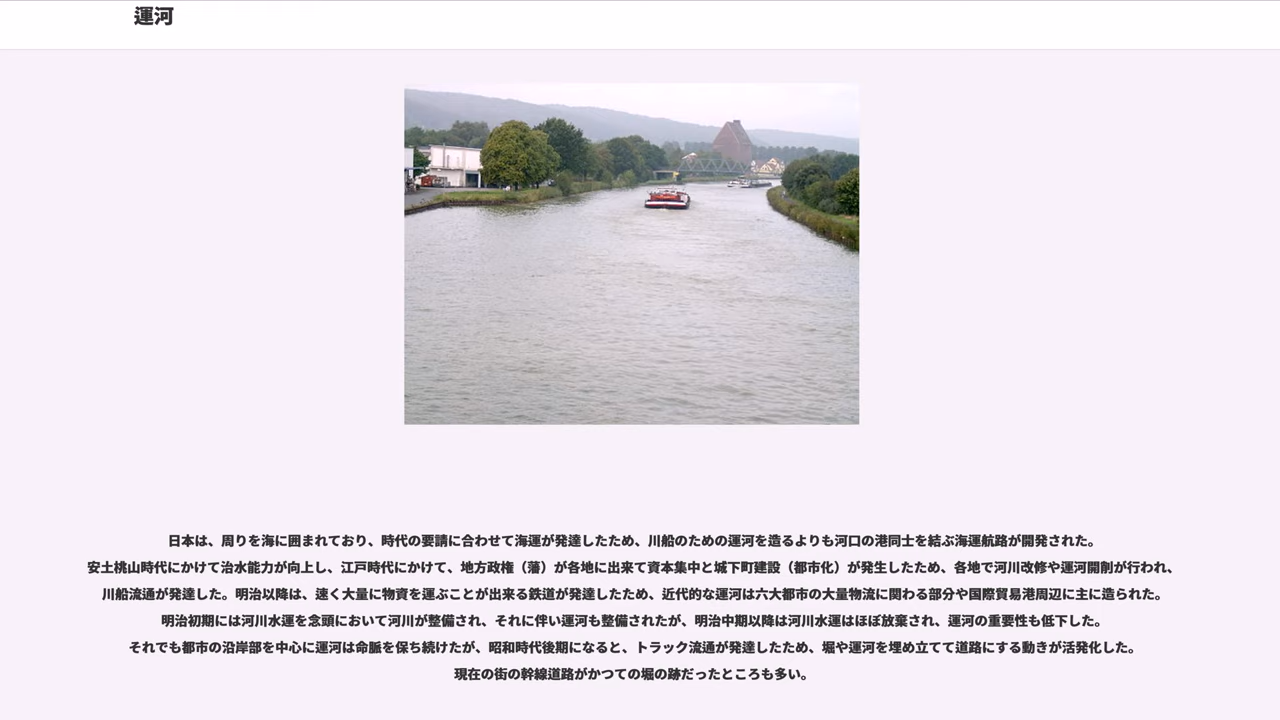 運河
日本は、周りを海に囲まれており、時代の要請に合わせて海運が発達したため、川船のための運河を造るよりも河口の港同士を結ぶ海運航路が開発された。
安土桃山時代にかけて治水能力が向上し、江戸時代にかけて、地方政権（藩）が各地に出来て資本集中と城下町建設（都市化）が発生したため、各地で河川改修や運河開削が行われ、
川船流通が発達した。明治以降は、速く大量に物資を運ぶことが出来る鉄道が発達したため、近代的な運河は六大都市の大量物流に関わる部分や国際貿易港周辺に主に造られた。
明治初期には河川水運を念頭において河川が整備され、それに伴い運河も整備されたが、明治中期以降は河川水運はほぼ放棄され、運河の重要性も低下した。
それでも都市の沿岸部を中心に運河は命脈を保ち続けたが、昭和時代後期になると、トラック流通が発達したため、堀や運河を埋め立てて道路にする動きが活発化した。
現在の街の幹線道路がかつての堀の跡だったところも多い。